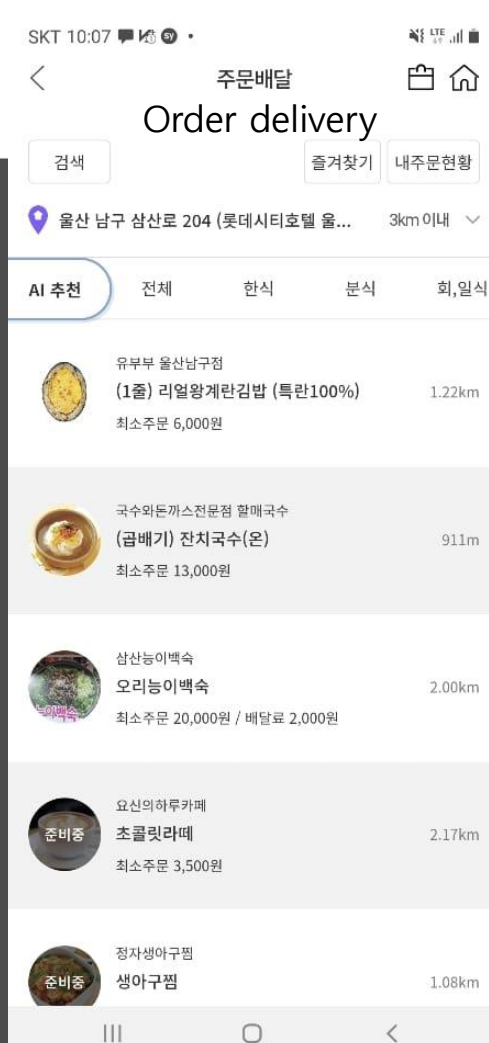 SKT 10:07
LTE
주문배달
Order delivery
검색
즐겨찾기
내주문현황
울산 남구 삼산로 204 (롯데시티호텔 울...
3km 이내
AI 추천
전체
한식
분식
회,일식
유부부 울산남구점
(1줄) 리얼왕계란김밥 (특란100%)
1.22km
최소주문 6,000원
국수와돈까스전문점 할매국수
(곱배기) 잔치국수(온)
911m
최소주문 13,000원
삼산능이백숙
오리능이백숙
2.00km
능이백숙
최소주문 20,000원 / 배달료 2,000원
요신의하루카페
준비중
초콜릿라떼
2.17km
최소주문 3,500원
정자생아구찜
준비중
생아구찜
1.08km